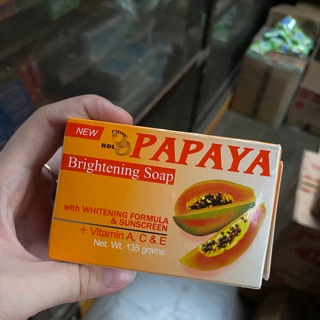 NEW
RDL
PAPAYA
Brightening Soap
with WHITENING FORMULA
& SUNSCREEN
+ Vitamin A, C & E
Net. Wt. 135 grams